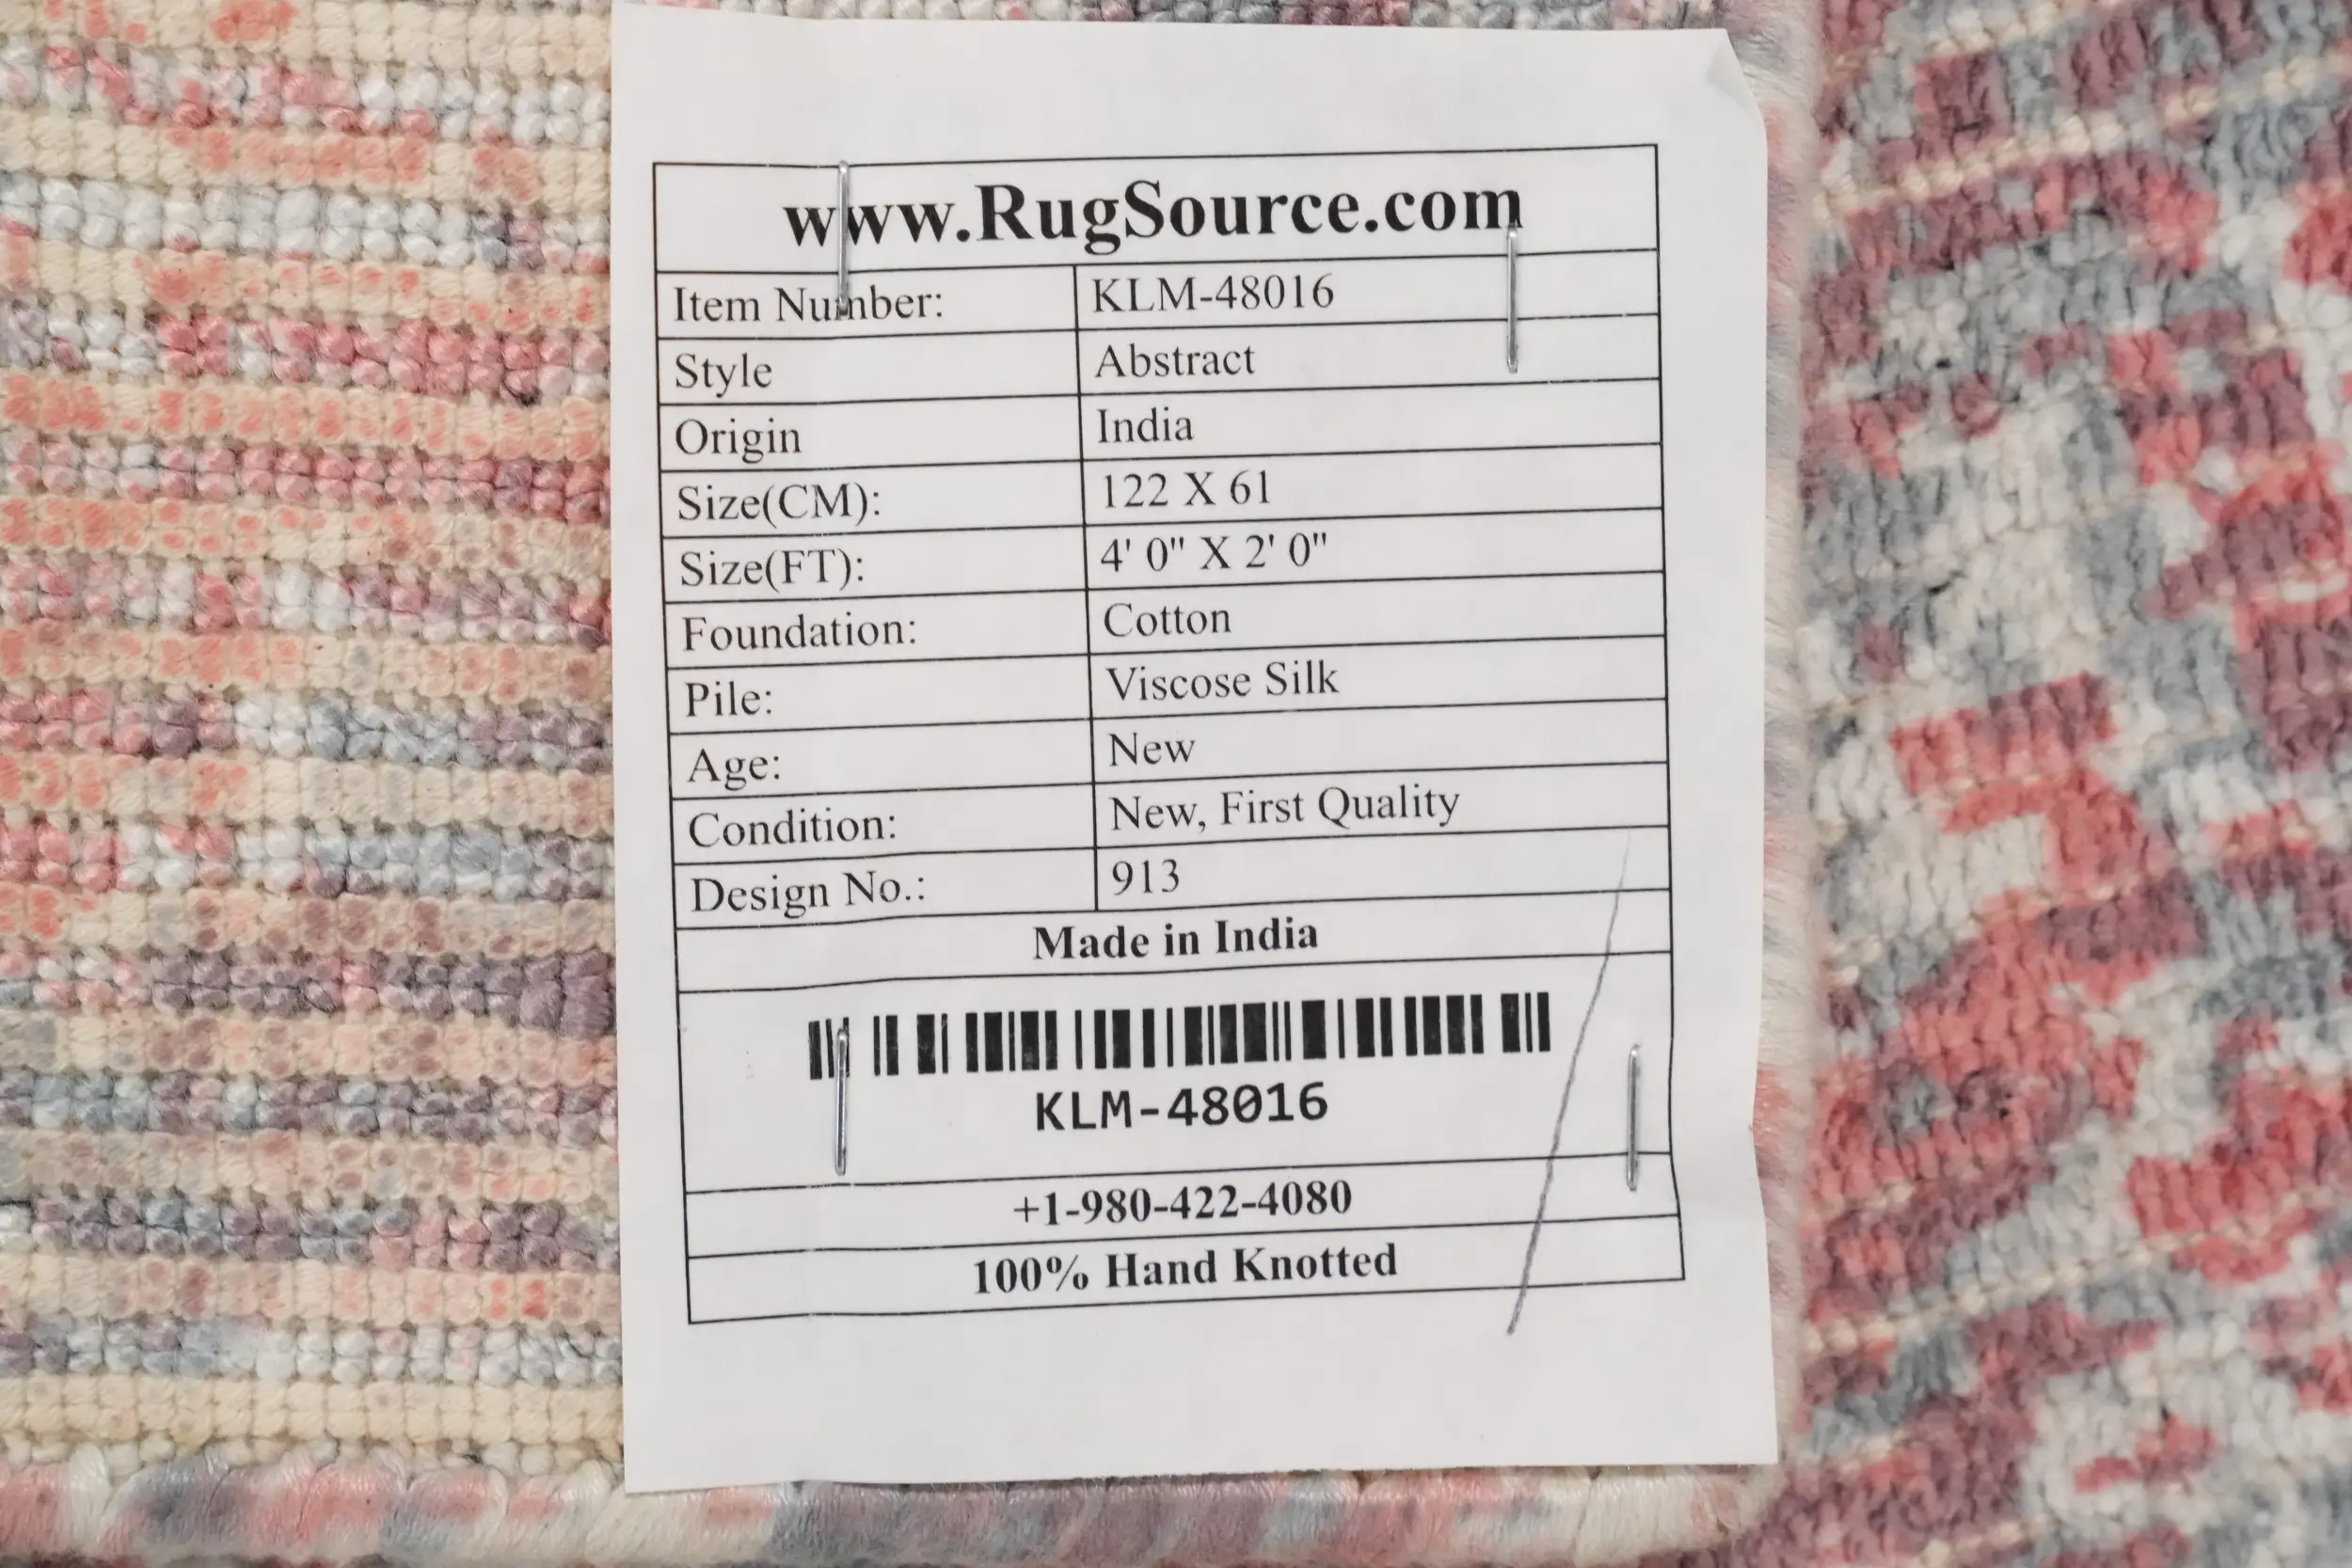 www.RugSource.com
Item Number: KLM-48016
Style Abstract
Origin India
Size(CM): 122 X 61
Size(FT): 4' 0" X 2' 0"
Foundation: Cotton
Pile: Viscose Silk
Age: New
Condition: New, First Quality
Design No.: 913
Made in India
KLM-48016
+1-980-422-4080
100% Hand Knotted